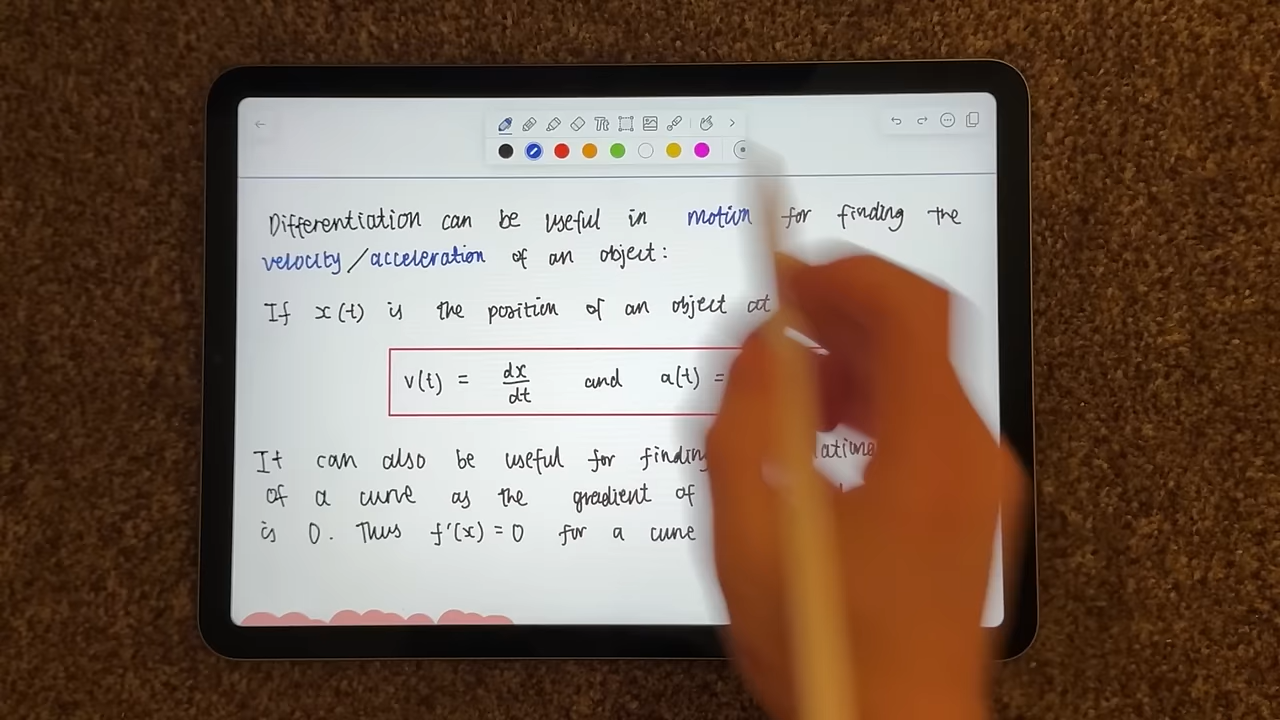 Differentiation can be useful in motion for finding the
velocity/acceleration of an object:
If x(t) is the position of an object at
v(t) = dx/dt and a(t) =
It can also be useful for finding
of a curve as the gradient of
is 0. Thus f'(x) = 0 for a curve